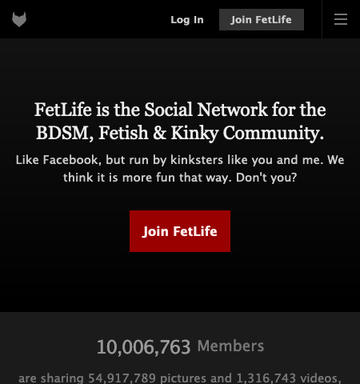 Log In Join FetLife
FetLife is the Social Network for the
BDSM, Fetish & Kinky Community.
Like Facebook, but run by kinksters like you and me. We
think it is more fun that way. Don't you?
Join FetLife
10,006,763 Members
are sharing 54,917,789 pictures and 1,316,743 videos,